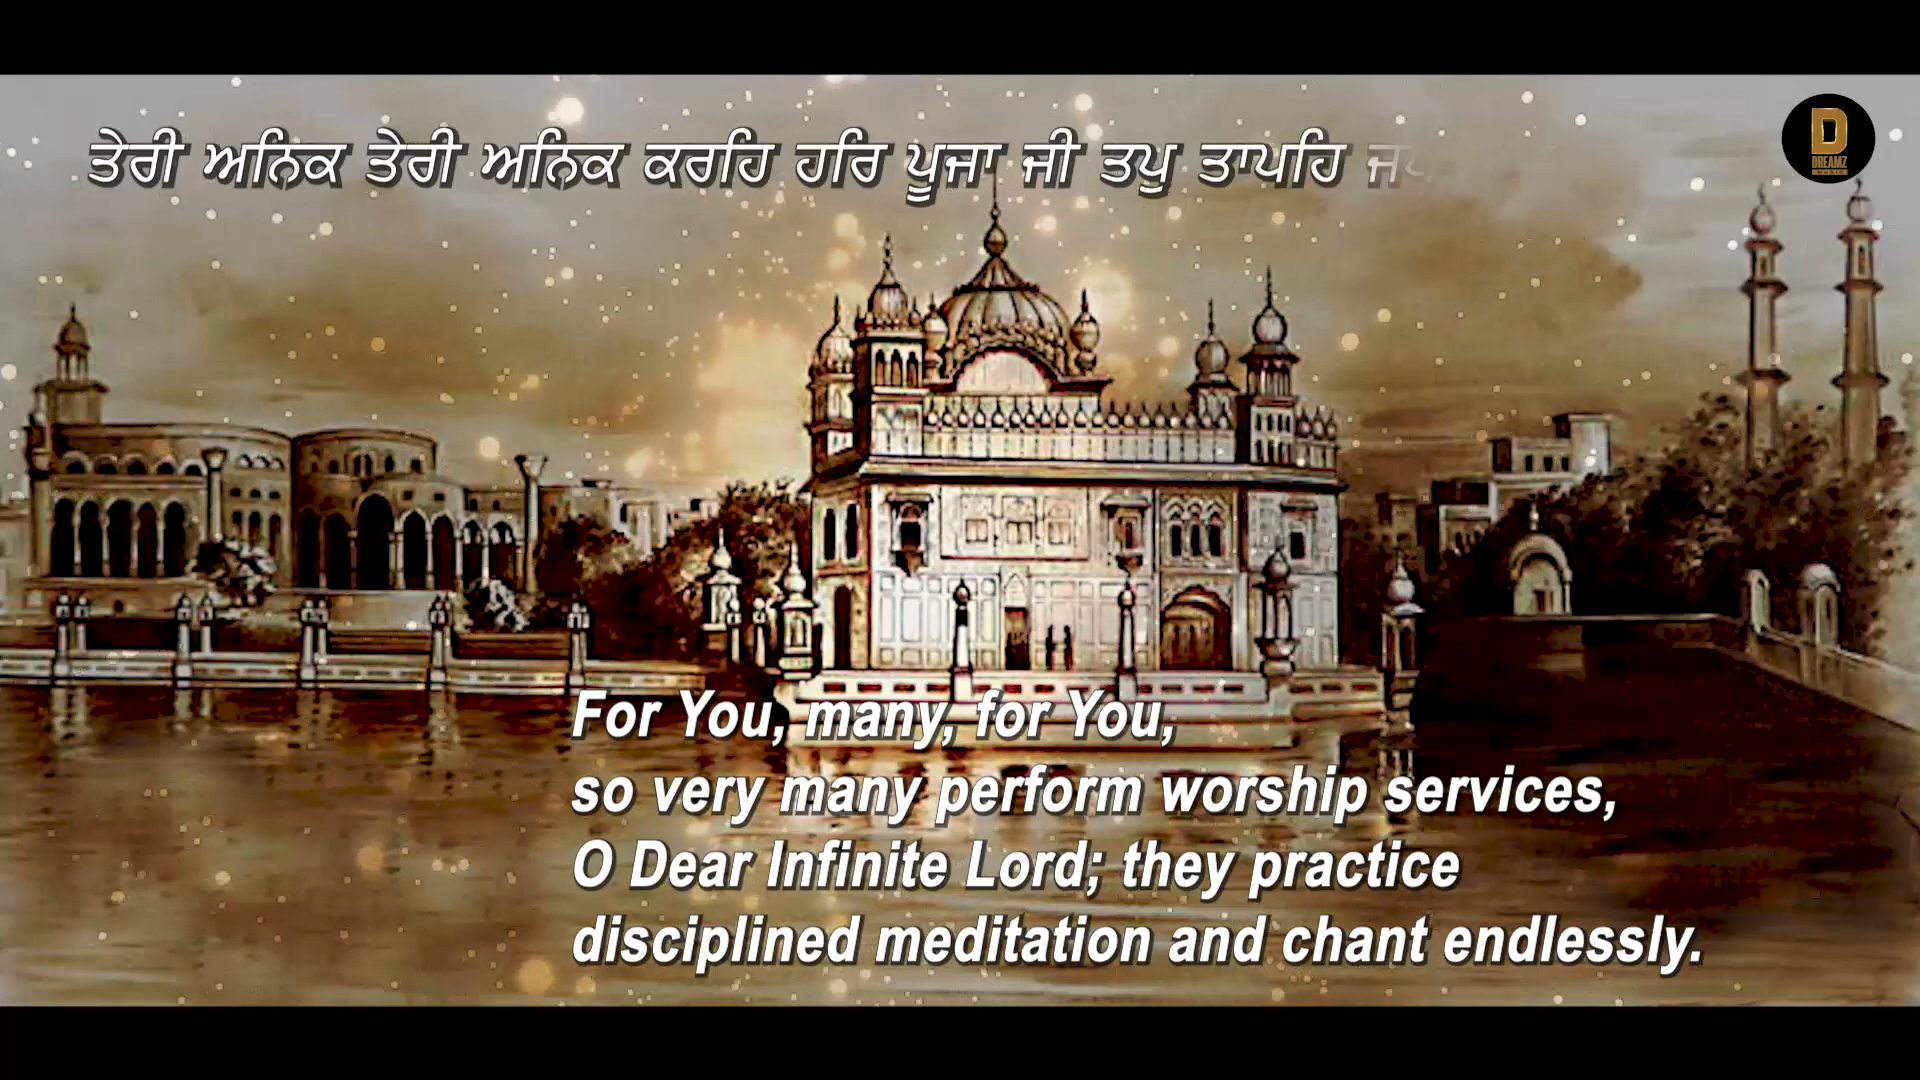 ਤੇਰੀ ਅਨਿਕ ਤੇਰੀ ਅਨਿਕ ਕਰਹਿ ਹਰਿ ਪੂਜਾ ਜੀ ਤਪੁ ਤਾਪਹਿ
D
DREAMZ
MUSIC
For You, many, for You,
so very many perform worship services,
O Dear Infinite Lord; they practice
disciplined meditation and chant endlessly.